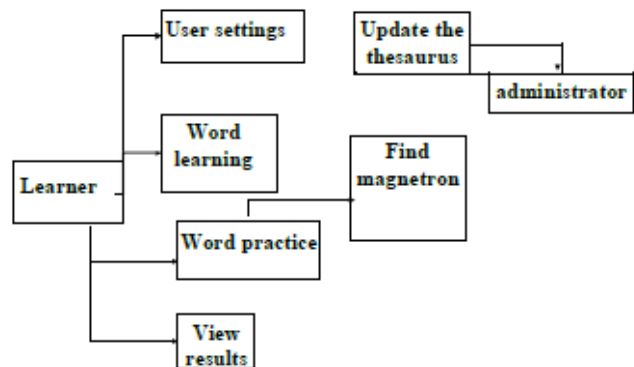 User settings
Update the
thesaurus
administrator
Word
learning
Find
magnetron
Learner
Word practice
View
results